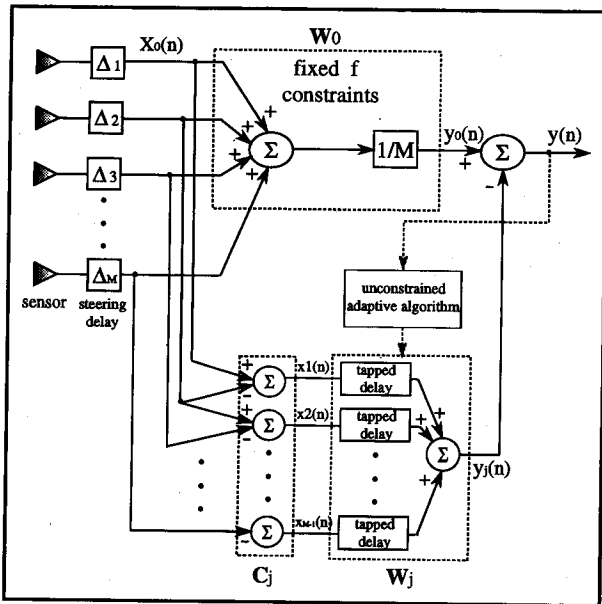 W0
X0(n)
fixed f
constraints
Δ1
Δ2
Δ3
ΔM
+
+
+
+
Σ
1/M
y0(n)
+
-
Σ
y(n)
sensor
steering
delay
unconstrained
adaptive algorithm
+
-
Σ
x1(n)
tapped
delay
+
-
Σ
x2(n)
tapped
delay
+
+
+
Σ
yj(n)
-
Σ
xM-1(n)
tapped
delay
Cj
Wj